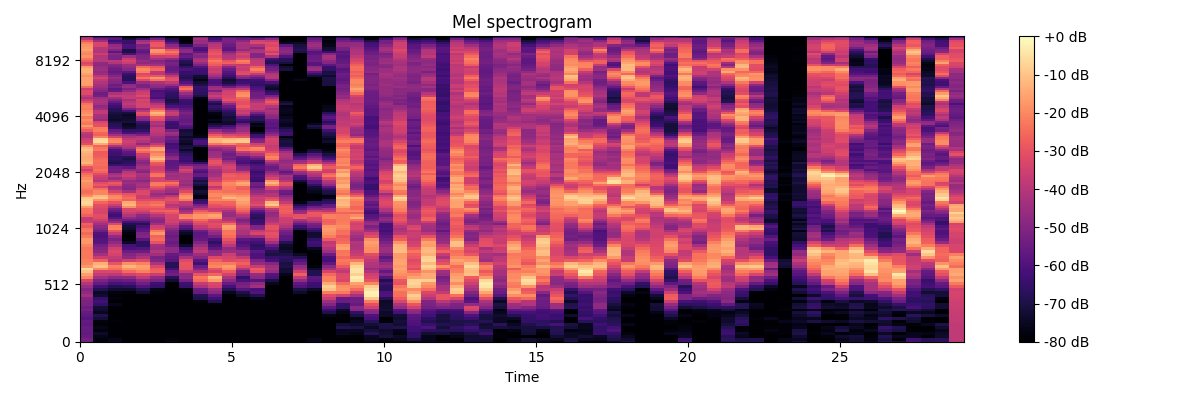 Mel spectrogram
8192
4096
2048
1024
512
0
Hz
0 5 10 15 20 25
Time
+0 dB
-10 dB
-20 dB
-30 dB
-40 dB
-50 dB
-60 dB
-70 dB
-80 dB